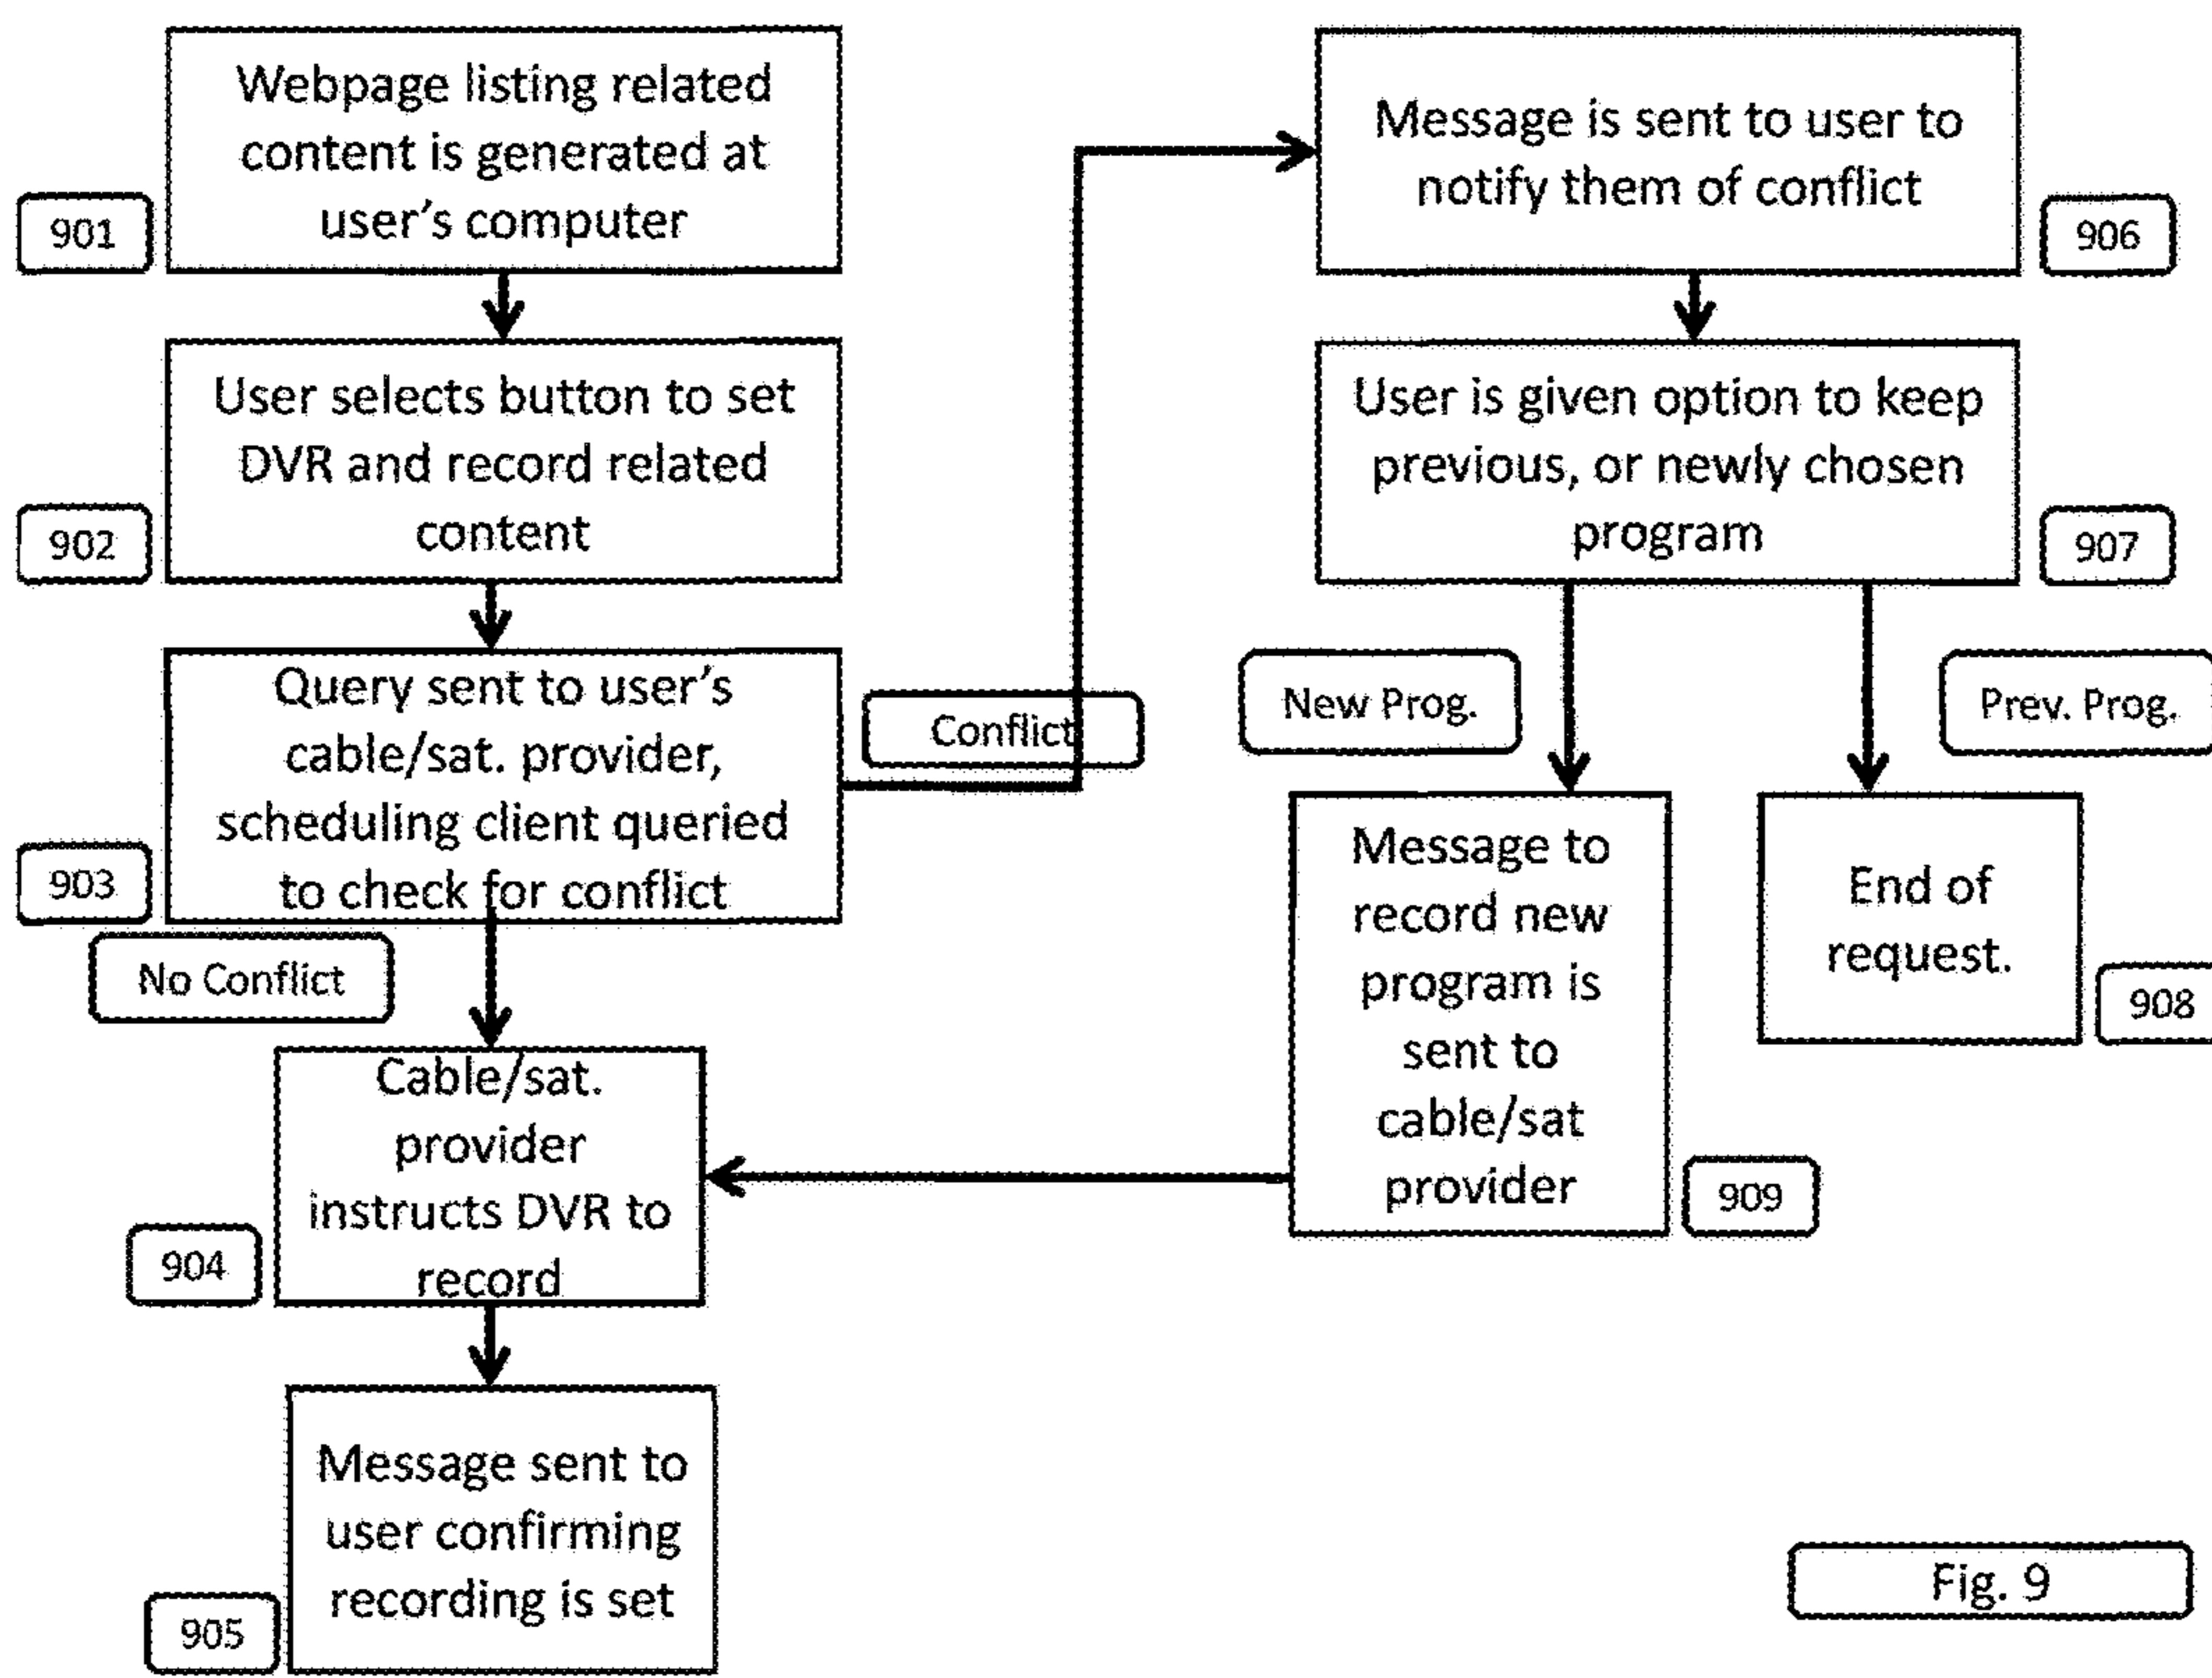 Webpage listing related
content is generated at
user's computer
901
User selects button to set
DVR and record related
content
902
Query sent to user's
cable/sat. provider,
scheduling client queried
to check for conflict
903
Conflict
No Conflict
Cable/sat.
provider
instructs DVR to
record
904
Message sent to
user confirming
recording is set
905
Message is sent to user to
notify them of conflict
906
User is given option to keep
previous, or newly chosen
program
907
New Prog.
Prev. Prog.
Message to
record new
program is
sent to
cable/sat
provider
909
End of
request.
908
Fig. 9